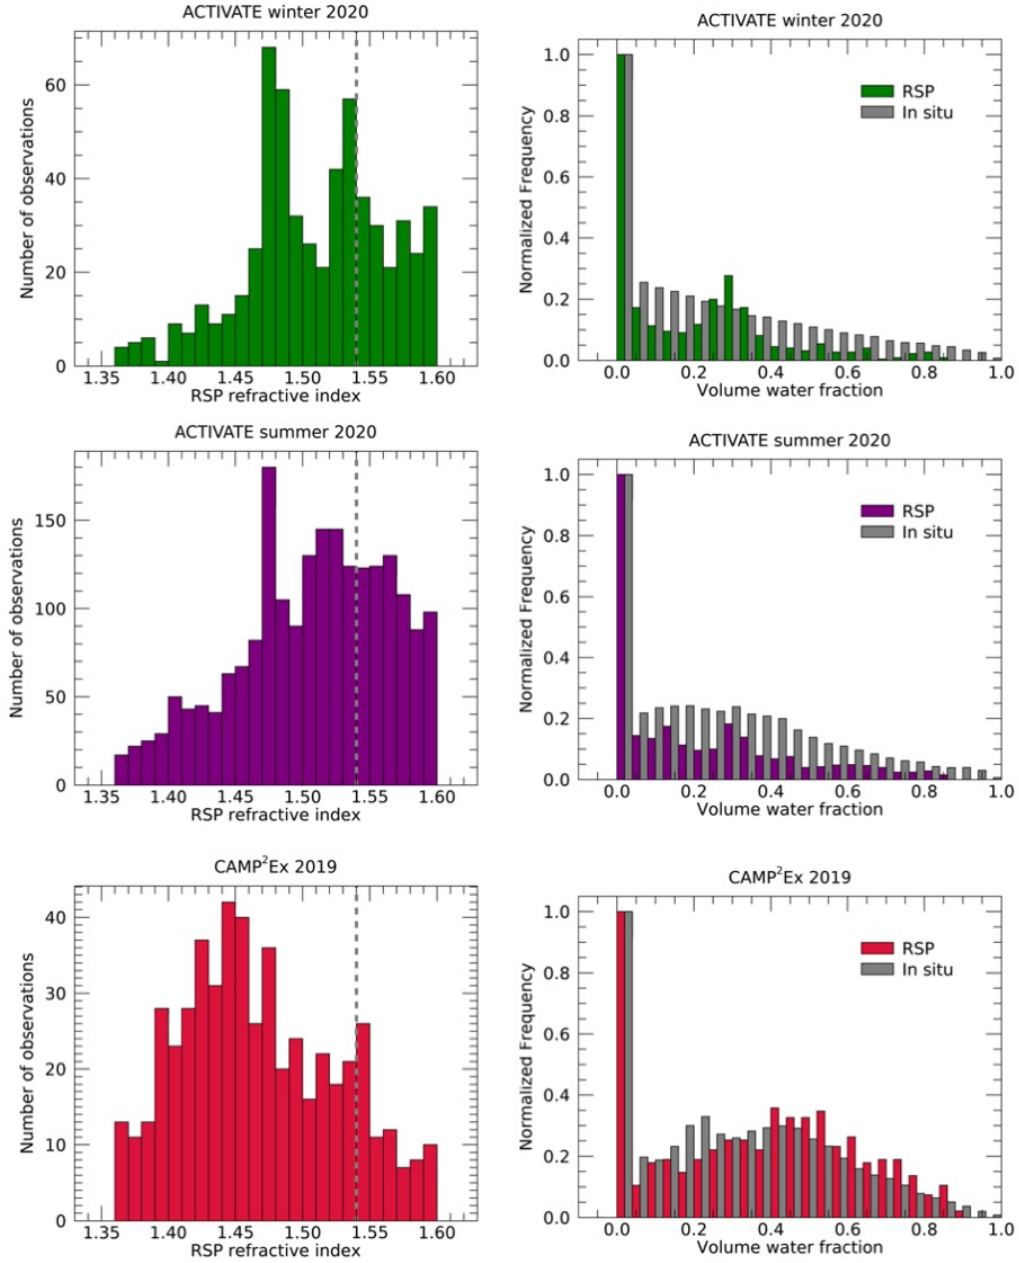 ACTIVATE winter 2020
Number of observations
60
40
20
0
1.35 1.40 1.45 1.50 1.55 1.60
RSP refractive index
ACTIVATE winter 2020
Normalized Frequency
1.0
0.8
0.6
0.4
0.2
0.0
RSP
In situ
0.0 0.2 0.4 0.6 0.8 1.0
Volume water fraction
ACTIVATE summer 2020
Number of observations
150
100
50
0
1.35 1.40 1.45 1.50 1.55 1.60
RSP refractive index
ACTIVATE summer 2020
Normalized Frequency
1.0
0.8
0.6
0.4
0.2
0.0
RSP
In situ
0.0 0.2 0.4 0.6 0.8 1.0
Volume water fraction
CAMP²Ex 2019
Number of observations
40
30
20
10
0
1.35 1.40 1.45 1.50 1.55 1.60
RSP refractive index
CAMP²Ex 2019
Normalized Frequency
1.0
0.8
0.6
0.4
0.2
0.0
RSP
In situ
0.0 0.2 0.4 0.6 0.8 1.0
Volume water fraction